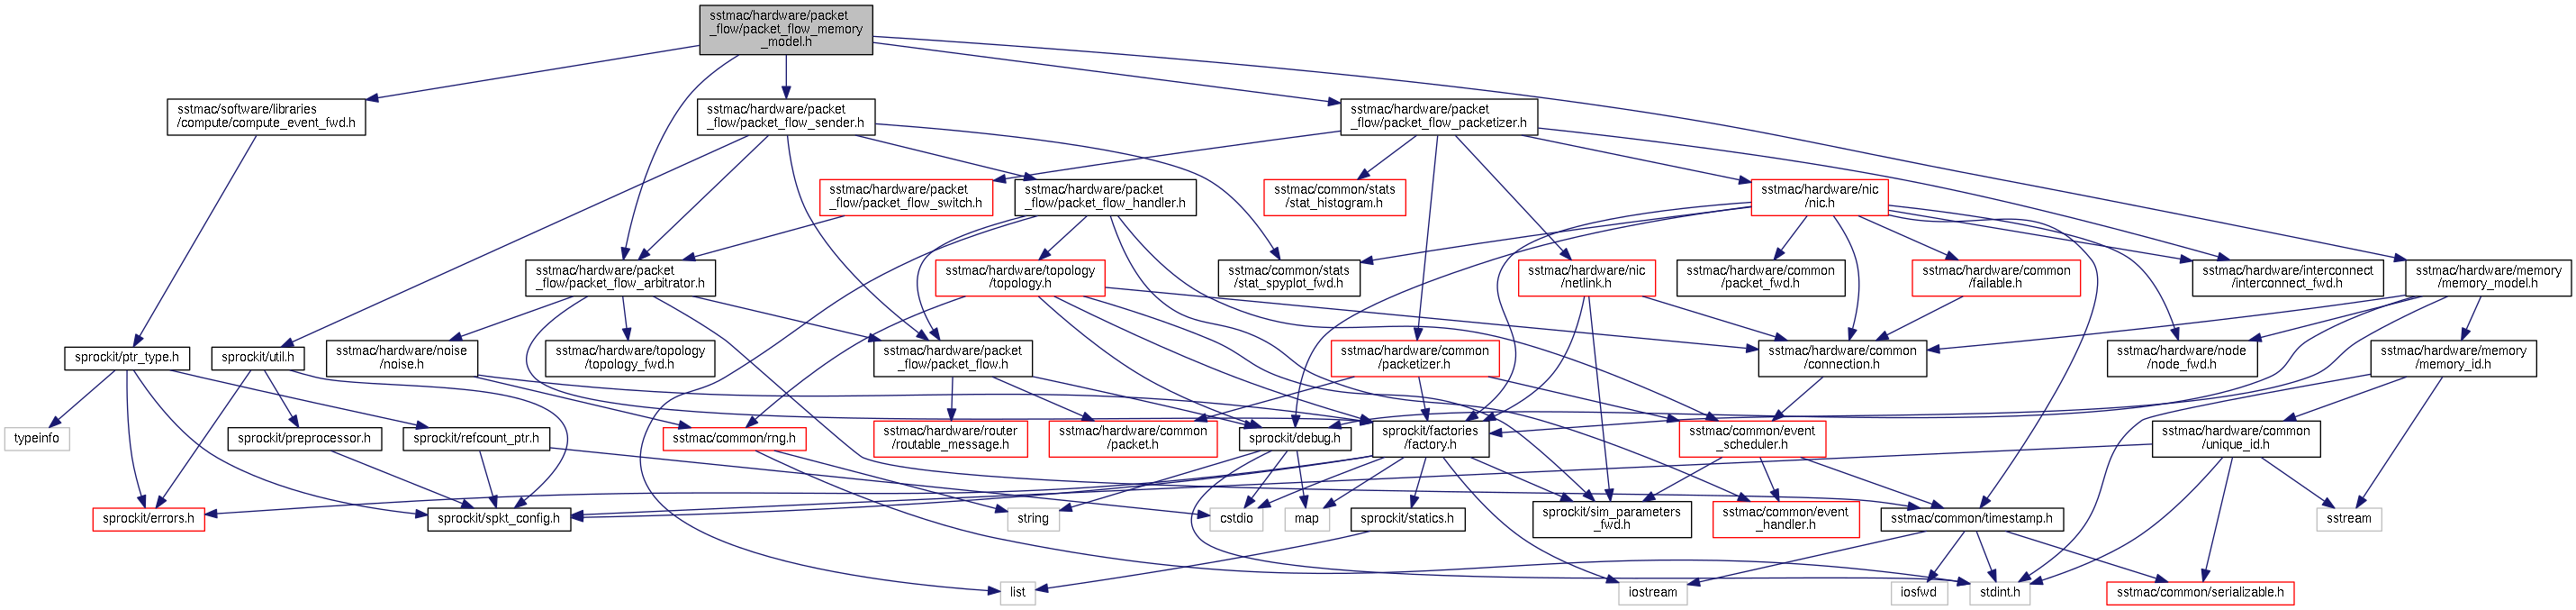 sstmac/hardware/packet
_flow/packet_flow_memory
_model.h
sstmac/software/libraries
/compute/compute_event_fwd.h
sstmac/hardware/packet
_flow/packet_flow_sender.h
sstmac/hardware/packet
_flow/packet_flow_packetizer.h
sstmac/hardware/packet
_flow/packet_flow_switch.h
sstmac/hardware/packet
_flow/packet_flow_handler.h
sstmac/common/stats
/stat_histogram.h
sstmac/hardware/nic
/nic.h
sstmac/hardware/packet
_flow/packet_flow_arbitrator.h
sstmac/hardware/topology
/topology.h
sstmac/common/stats
/stat_spyplot_fwd.h
sstmac/hardware/nic
/netlink.h
sstmac/hardware/common
/packet_fwd.h
sstmac/hardware/common
/failable.h
sstmac/hardware/interconnect
/interconnect_fwd.h
sstmac/hardware/memory
/memory_model.h
sprockit/ptr_type.h
sprockit/util.h
sstmac/hardware/noise
/noise.h
sstmac/hardware/topology
/topology_fwd.h
sstmac/hardware/packet
_flow/packet_flow.h
sstmac/hardware/common
/packetizer.h
sstmac/hardware/common
/connection.h
sstmac/hardware/node
/node_fwd.h
sstmac/hardware/memory
/memory_id.h
typeinfo
sprockit/preprocessor.h
sprockit/refcount_ptr.h
sstmac/common/rng.h
sstmac/hardware/router
/routable_message.h
sstmac/hardware/common
/packet.h
sprockit/debug.h
sprockit/factories
/factory.h
sstmac/common/event
_scheduler.h
sstmac/hardware/common
/unique_id.h
sprockit/errors.h
sprockit/spkt_config.h
string
cstdio
map
sprockit/statics.h
sprockit/sim_parameters
_fwd.h
sstmac/common/event
_handler.h
sstmac/common/timestamp.h
sstream
list
iostream
iosfwd
stdint.h
sstmac/common/serializable.h